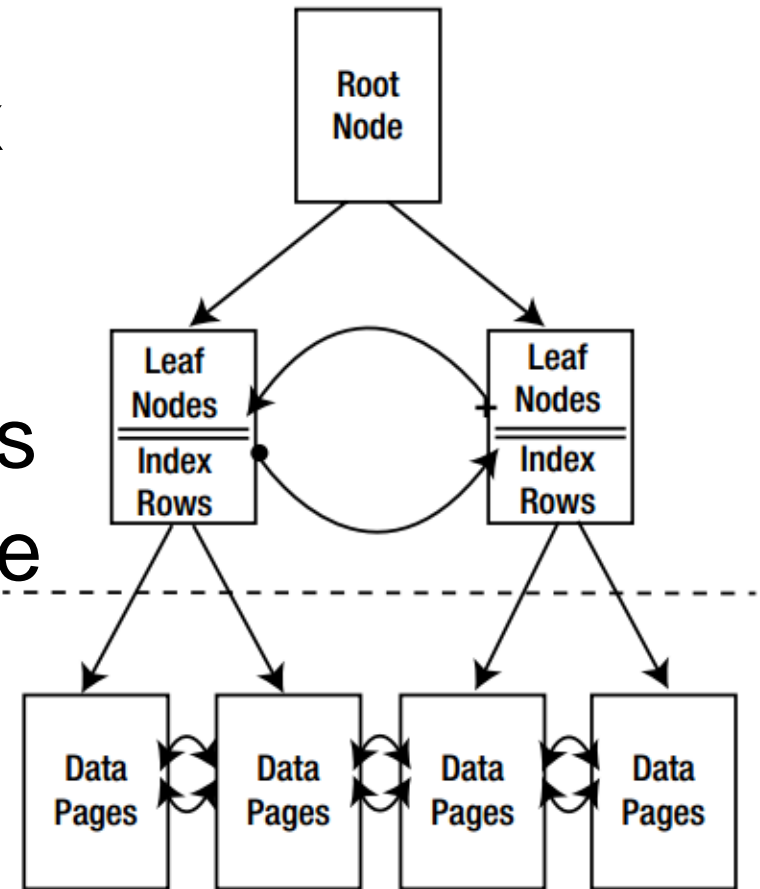 Root
Node
Leaf
Nodes
Index
Rows
Leaf
Nodes
Index
Rows
s
e
Data
Pages
Data
Pages
Data
Pages
Data
Pages